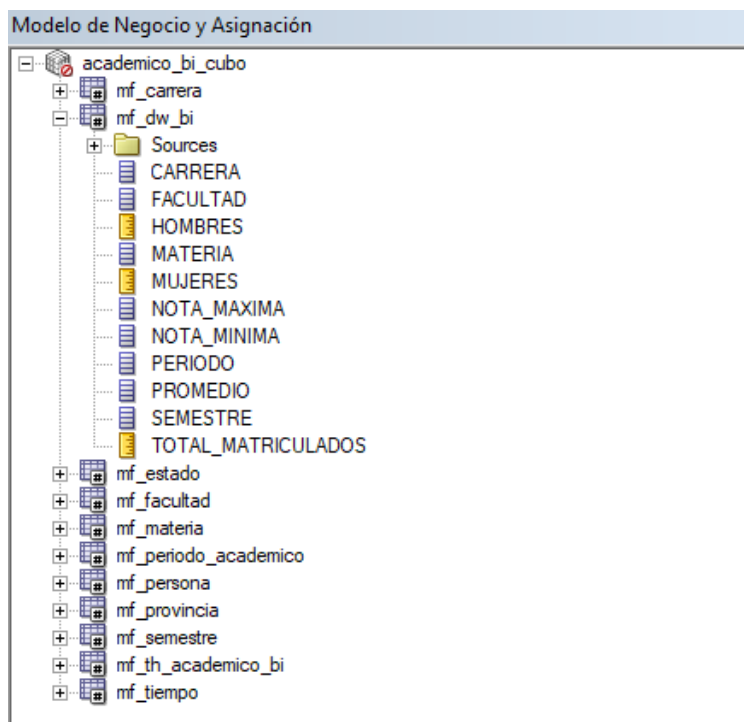 Modelo de Negocio y Asignación
academico_bi_cubo
mf_carrera
mf_dw_bi
Sources
CARRERA
FACULTAD
HOMBRES
MATERIA
MUJERES
NOTA_MAXIMA
NOTA_MINIMA
PERIODO
PROMEDIO
SEMESTRE
TOTAL_MATRICULADOS
mf_estado
mf_facultad
mf_materia
mf_periodo_academico
mf_persona
mf_provincia
mf_semestre
mf_th_academico_bi
mf_tiempo